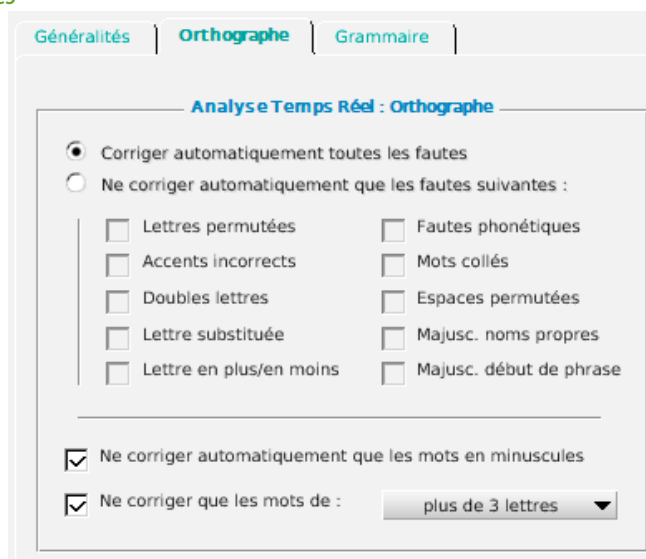 Généralités Orthographe Grammaire
Analyse Temps Réel : Orthographe
Corriger automatiquement toutes les fautes
Ne corriger automatiquement que les fautes suivantes :
Lettres permutées Fautes phonétiques
Accents incorrects Mots collés
Doubles lettres Espaces permutées
Lettre substituée Majusc. noms propres
Lettre en plus/en moins Majusc. début de phrase
Ne corriger automatiquement que les mots en minuscules
Ne corriger que les mots de : plus de 3 lettres